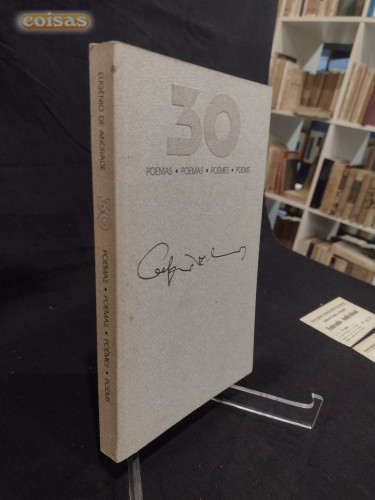 coisas
30
POEMAS • POEMAS • POÈMES • POEMS
EUGÉNIO DE ANDRADE
30
POEMAS • POEMAS • POÈMES • POEMS